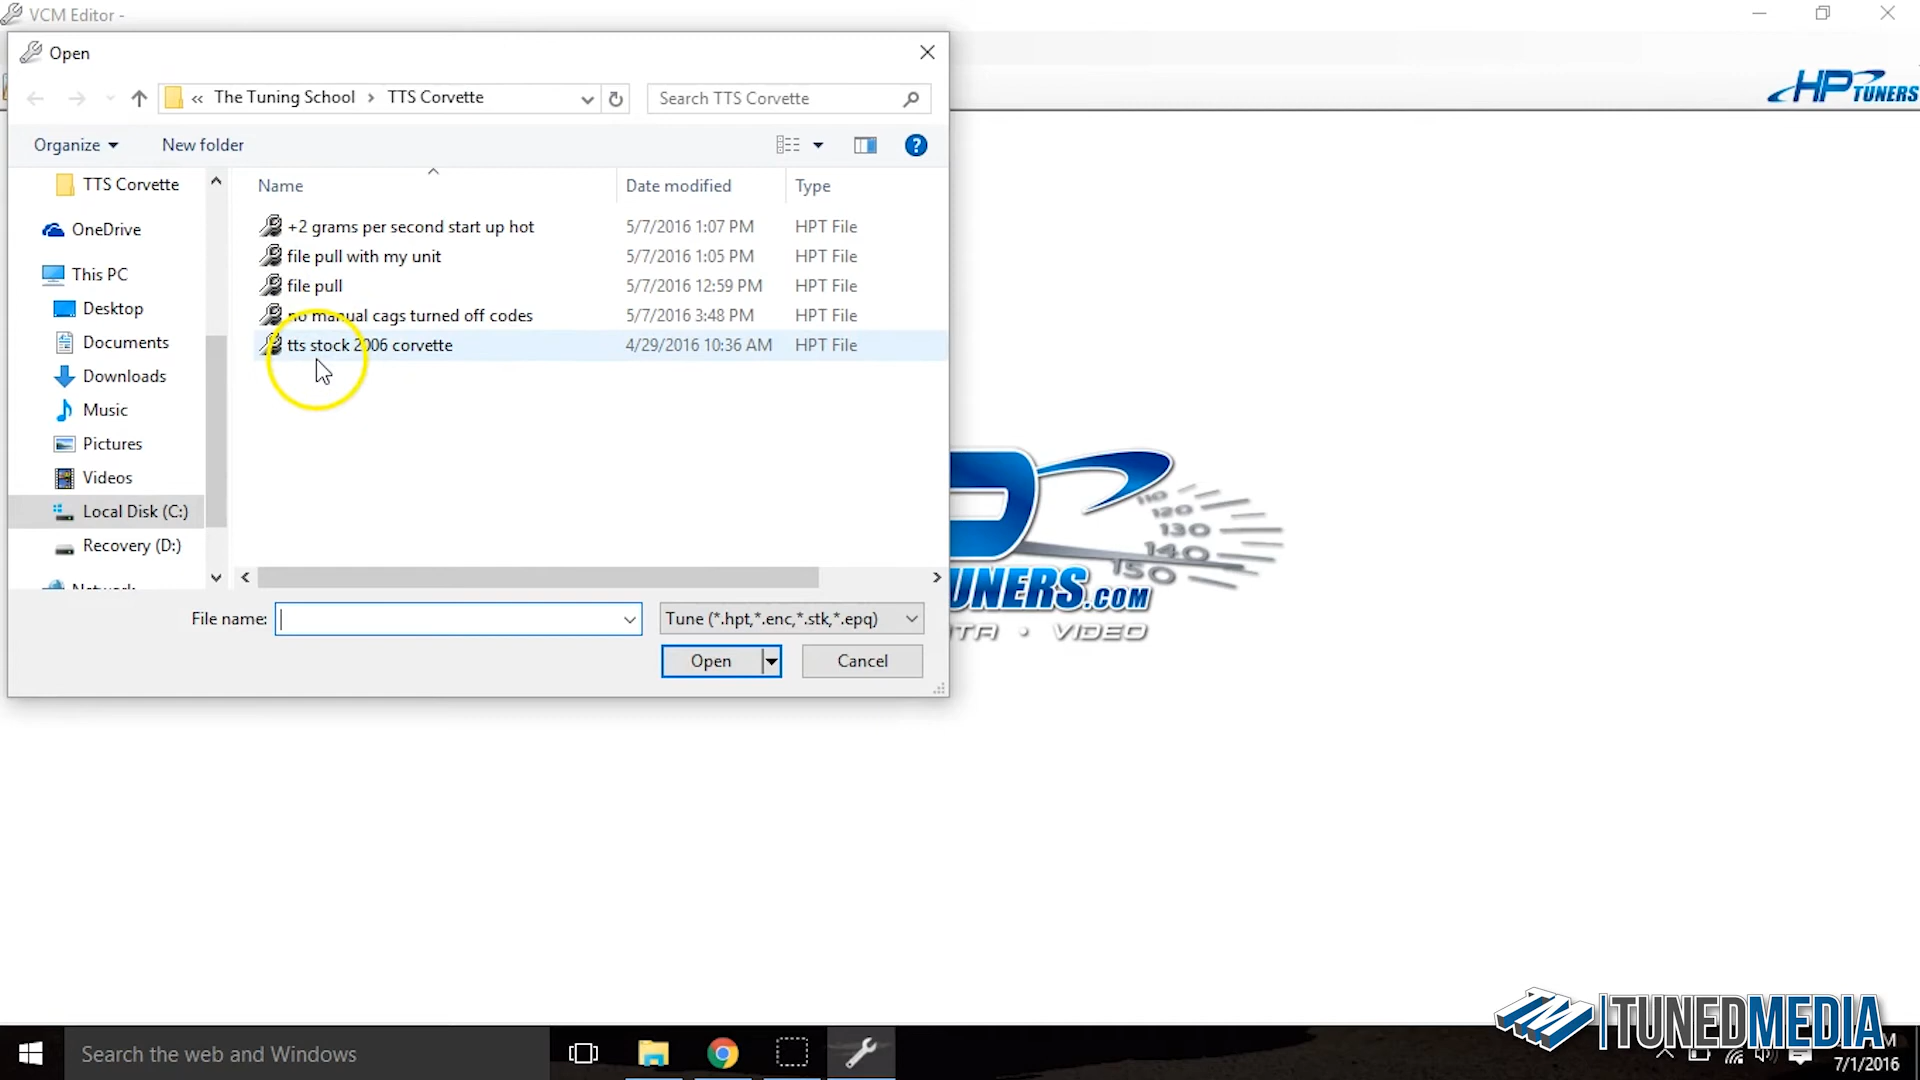 VCM Editor -
Open
« The Tuning School > TTS Corvette
Search TTS Corvette
HP TUNERS
Organize
New folder
?
TTS Corvette
OneDrive
This PC
Desktop
Documents
Downloads
Music
Pictures
Videos
Local Disk (C:)
Recovery (D:)
Network
Name Date modified Type
+2 grams per second start up hot 5/7/2016 1:07 PM HPT File
file pull with my unit 5/7/2016 1:05 PM HPT File
file pull 5/7/2016 12:59 PM HPT File
no manual cags turned off codes 5/7/2016 3:48 PM HPT File
tts stock 2006 corvette 4/29/2016 10:36 AM HPT File
110
120
130
140
150
UNERS.COM
TA • VIDEO
File name:
Tune (*.hpt,*.enc,*.stk,*.epq)
Open
Cancel
TUNEDMEDIA
Search the web and Windows
7/1/2016